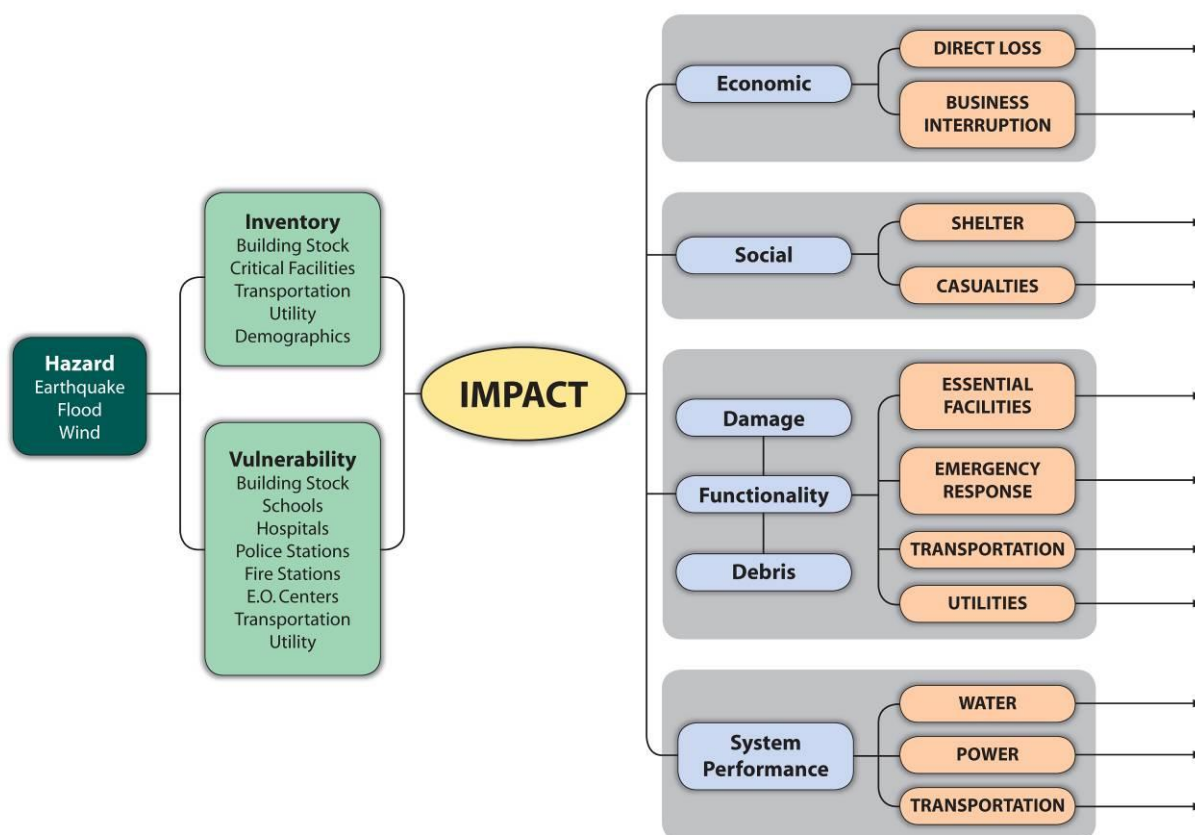 Hazard
Earthquake
Flood
Wind
Inventory
Building Stock
Critical Facilities
Transportation
Utility
Demographics
Vulnerability
Building Stock
Schools
Hospitals
Police Stations
Fire Stations
E.O. Centers
Transportation
Utility
IMPACT
Economic
DIRECT LOSS
BUSINESS
INTERRUPTION
Social
SHELTER
CASUALTIES
Damage
Functionality
Debris
ESSENTIAL
FACILITIES
EMERGENCY
RESPONSE
TRANSPORTATION
UTILITIES
System
Performance
WATER
POWER
TRANSPORTATION